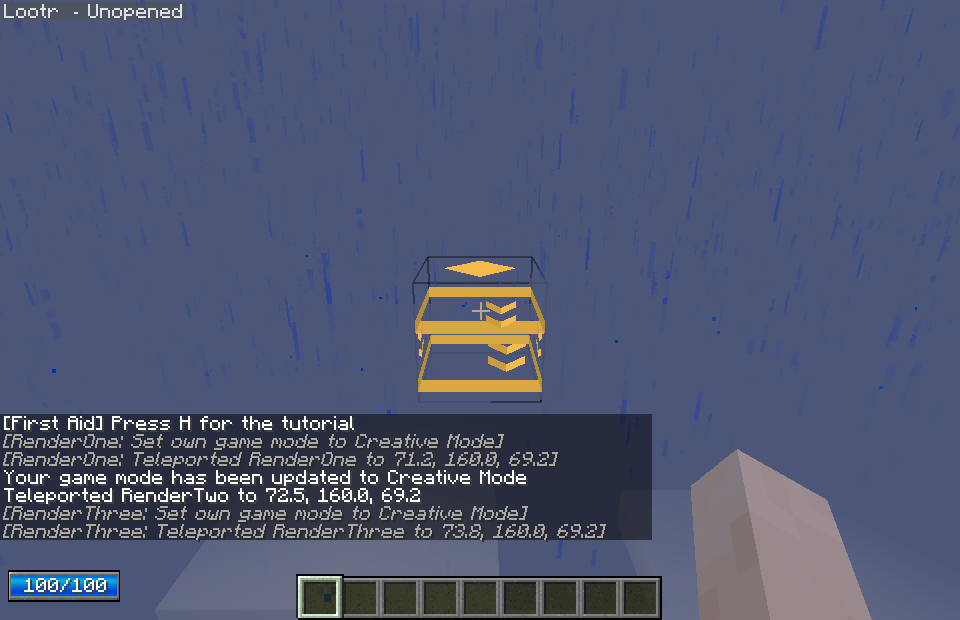 Lootr - Unopened
[First Aid] Press H for the tutorial
[RenderOne: Set own game mode to Creative Mode]
[RenderOne: Teleported RenderOne to 71.2, 160.0, 69.2]
Your game mode has been updated to Creative Mode
Teleported RenderTwo to 72.5, 160.0, 69.2
[RenderThree: Set own game mode to Creative Mode]
[RenderThree: Teleported RenderThree to 73.8, 160.0, 69.2]
100/100